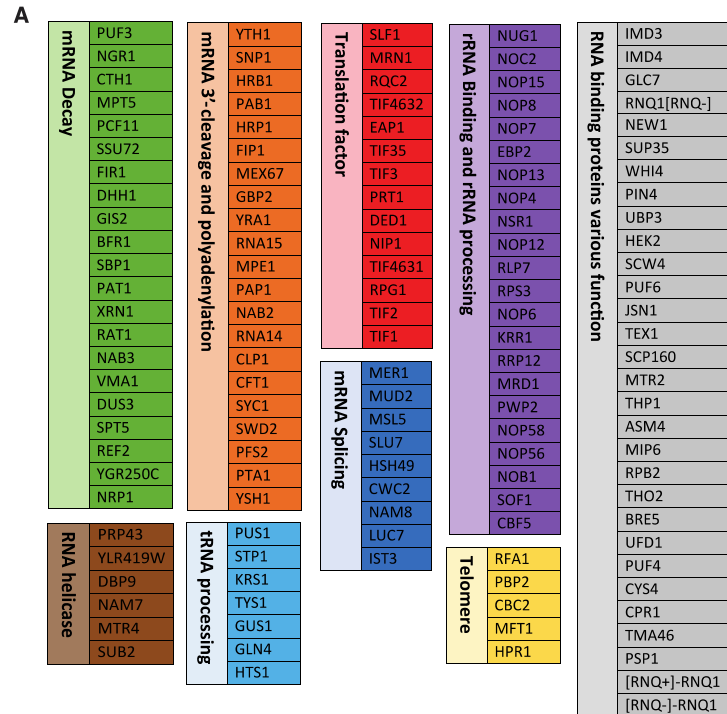 A
mRNA Decay
PUF3
NGR1
CTH1
MPT5
PCF11
SSU72
FIR1
DHH1
GIS2
BFR1
SBP1
PAT1
XRN1
RAT1
NAB3
VMA1
DUS3
SPT5
REF2
YGR250C
NRP1
RNA helicase
PRP43
YLR419W
DBP9
NAM7
MTR4
SUB2
mRNA 3′- cleavage and polyadenylation
YTH1
SNP1
HRB1
PAB1
HRP1
FIP1
MEX67
GBP2
YRA1
RNA15
MPE1
PAP1
NAB2
RNA14
CLP1
CFT1
SYC1
SWD2
PFS2
PTA1
YSH1
tRNA processing
PUS1
STP1
KRS1
TYS1
GUS1
GLN4
HTS1
Translation factor
SLF1
MRN1
RQC2
TIF4632
EAP1
TIF35
TIF3
PRT1
DED1
NIP1
TIF4631
RPG1
TIF2
TIF1
mRNA Splicing
MER1
MUD2
MSL5
SLU7
HSH49
CWC2
NAM8
LUC7
IST3
rRNA Binding and rRNA processing
NUG1
NOC2
NOP15
NOP8
NOP7
EBP2
NOP13
NOP4
NSR1
NOP12
RLP7
RPS3
NOP6
KRR1
RRP12
MRD1
PWP2
NOP58
NOP56
NOB1
SOF1
CBF5
Telomere
RFA1
PBP2
CBC2
MFT1
HPR1
RNA binding proteins various function
IMD3
IMD4
GLC7
RNQ1[RNQ-]
NEW1
SUP35
WHI4
PIN4
UBP3
HEK2
SCW4
PUF6
JSN1
TEX1
SCP160
MTR2
THP1
ASM4
MIP6
RPB2
THO2
BRE5
UFD1
PUF4
CYS4
CPR1
TMA46
PSP1
[RNQ+]-RNQ1
[RNQ-]-RNQ1